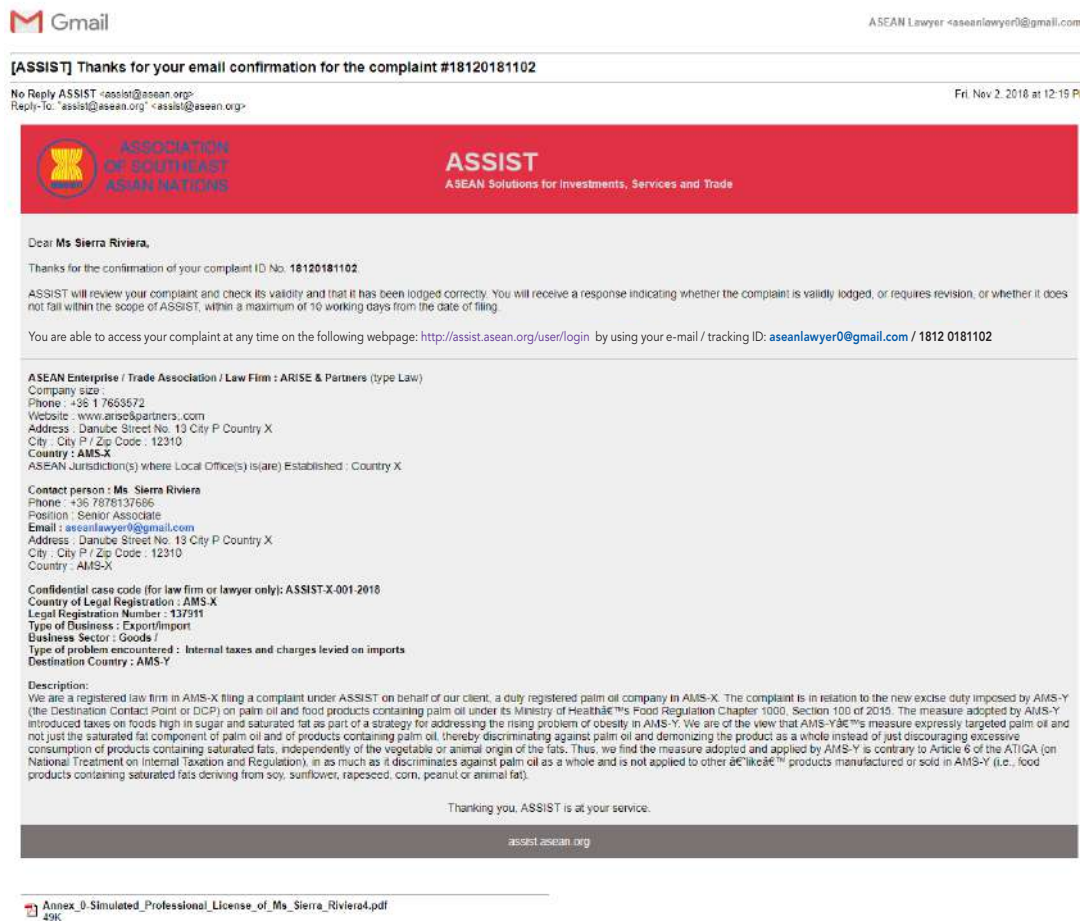 Gmail
ASEAN Lawyer <aseanlawyer0@gmail.com
[ASSIST] Thanks for your email confirmation for the complaint #18120181102
No Reply ASSIST <assist@asean.org>
Fri, Nov 2, 2018 at 12:19 P
Reply-To: "assist@asean.org" <assist@asean.org>
ASSOCIATION
OF SOUTHEAST
ASIAN NATIONS
ASSIST
ASEAN Solutions for Investments, Services and Trade
Dear Ms Sierra Riviera,
Thanks for the confirmation of your complaint ID No. 18120181102.
ASSIST will review your complaint and check its validity and that it has been lodged correctly. You will receive a response indicating whether the complaint is validly lodged, or requires revision, or whether it does
not fall within the scope of ASSIST, within a maximum of 10 working days from the date of filing.
You are able to access your complaint at any time on the following webpage: http://assist.asean.org/user/login by using your e-mail / tracking ID: aseanlawyer0@gmail.com / 1812 0181102
ASEAN Enterprise / Trade Association / Law Firm : ARISE & Partners (type Law)
Company size :
Phone : +36 1 7653572
Website : www.arise&partners;.com
Address : Danube Street No. 13 City P Country X
City : City P / Zip Code : 12310
Country : AMS-X
ASEAN Jurisdiction(s) where Local Office(s) is(are) Established : Country X
Contact person : Ms Sierra Riviera
Phone : +36 7878137686
Position : Senior Associate
Email : aseanlawyer0@gmail.com
Address : Danube Street No. 13 City P Country X
City : City P / Zip Code : 12310
Country : AMS-X
Confidential case code (for law firm or lawyer only): ASSIST-X-001-2018
Country of Legal Registration : AMS-X
Legal Registration Number : 137911
Type of Business : Export/Import
Business Sector : Goods /
Type of problem encountered : Internal taxes and charges levied on imports
Destination Country : AMS-Y
Description:
We are a registered law firm in AMS-X filing a complaint under ASSIST on behalf of our client, a duly registered palm oil company in AMS-X. The complaint is in relation to the new excise duty imposed by AMS-Y
(the Destination Contact Point or DCP) on palm oil and food products containing palm oil under its Ministry of Healthâ€™s Food Regulation Chapter 1000, Section 100 of 2015. The measure adopted by AMS-Y
introduced taxes on foods high in sugar and saturated fat as part of a strategy for addressing the rising problem of obesity in AMS-Y. We are of the view that AMS-Yâ€™s measure expressly targeted palm oil and
not just the saturated fat component of palm oil and of products containing palm oil, thereby discriminating against palm oil and demonizing the product as a whole instead of just discouraging excessive
consumption of products containing saturated fats, independently of the vegetable or animal origin of the fats. Thus, we find the measure adopted and applied by AMS-Y is contrary to Article 6 of the ATIGA (on
National Treatment on Internal Taxation and Regulation), in as much as it discriminates against palm oil as a whole and is not applied to other â€˜likeâ€™ products manufactured or sold in AMS-Y (i.e., food
products containing saturated fats deriving from soy, sunflower, rapeseed, corn, peanut or animal fat).
Thanking you, ASSIST is at your service.
assist.asean.org
Annex_0-Simulated_Professional_License_of_Ms_Sierra_Riviera4.pdf
49K